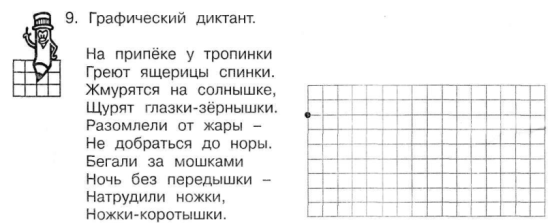 9. Графический диктант.
На припёке у тропинки
Греют ящерицы спинки.
Жмурятся на солнышке,
Щурят глазки-зёрнышки.
Разомлели от жары –
Не добраться до норы.
Бегали за мошками
Ночь без передышки –
Натрудили ножки,
Ножки-коротышки.